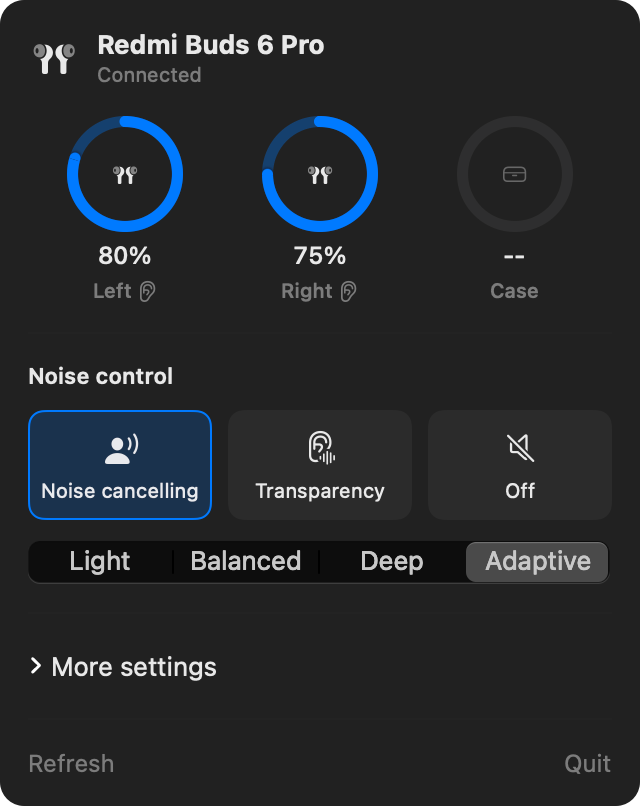 Redmi Buds 6 Pro
Connected
80% 75% --
Left Right Case
Noise control
Noise cancelling Transparency Off
Light Balanced Deep Adaptive
More settings
Refresh Quit